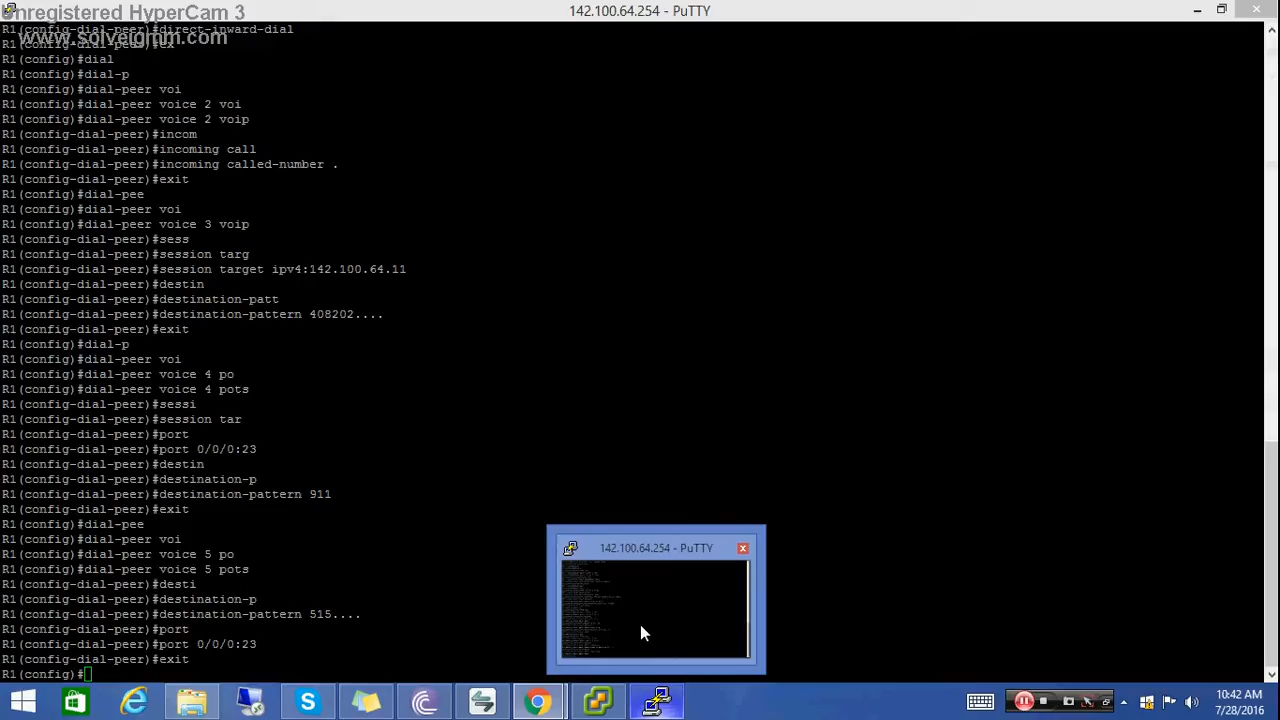 Unregistered HyperCam 3
www.solveigmm.com
142.100.64.254 - PuTTY
R1(config-dial-peer)#direct-inward-dial
R1(config-dial-peer)#ex
R1(config)#dial
R1(config)#dial-p
R1(config)#dial-peer voi
R1(config)#dial-peer voice 2 voi
R1(config)#dial-peer voice 2 voip
R1(config-dial-peer)#incom
R1(config-dial-peer)#incoming call
R1(config-dial-peer)#incoming called-number .
R1(config-dial-peer)#exit
R1(config)#dial-pee
R1(config)#dial-peer voi
R1(config)#dial-peer voice 3 voip
R1(config-dial-peer)#sess
R1(config-dial-peer)#session targ
R1(config-dial-peer)#session target ipv4:142.100.64.11
R1(config-dial-peer)#destin
R1(config-dial-peer)#destination-patt
R1(config-dial-peer)#destination-pattern 408202....
R1(config-dial-peer)#exit
R1(config)#dial-p
R1(config)#dial-peer voi
R1(config)#dial-peer voice 4 po
R1(config)#dial-peer voice 4 pots
R1(config-dial-peer)#sessi
R1(config-dial-peer)#session tar
R1(config-dial-peer)#port
R1(config-dial-peer)#port 0/0/0:23
R1(config-dial-peer)#destin
R1(config-dial-peer)#destination-p
R1(config-dial-peer)#destination-pattern 911
R1(config-dial-peer)#exit
R1(config)#dial-pee
R1(config)#dial-peer voi
R1(config)#dial-peer voice 5 po
R1(config)#dial-peer voice 5 pots
R1(config-dial-peer)#desti
R1(config-dial-peer)#destination-p
R1(config-dial-peer)#destination-pattern
R1(config-dial-peer)#port
R1(config-dial-peer)#port 0/0/0:23
R1(config-dial-peer)#exit
R1(config)#
142.100.64.254 - PuTTY
10:42 AM
7/28/2016